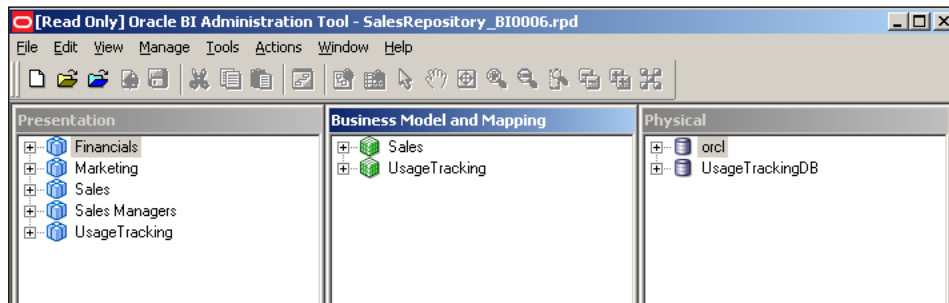 [Read Only] Oracle BI Administration Tool - SalesRepository_BI0006.rpd
File Edit View Manage Tools Actions Window Help
Presentation
Financials
Marketing
Sales
Sales Managers
UsageTracking
Business Model and Mapping
Sales
UsageTracking
Physical
orcl
UsageTrackingDB